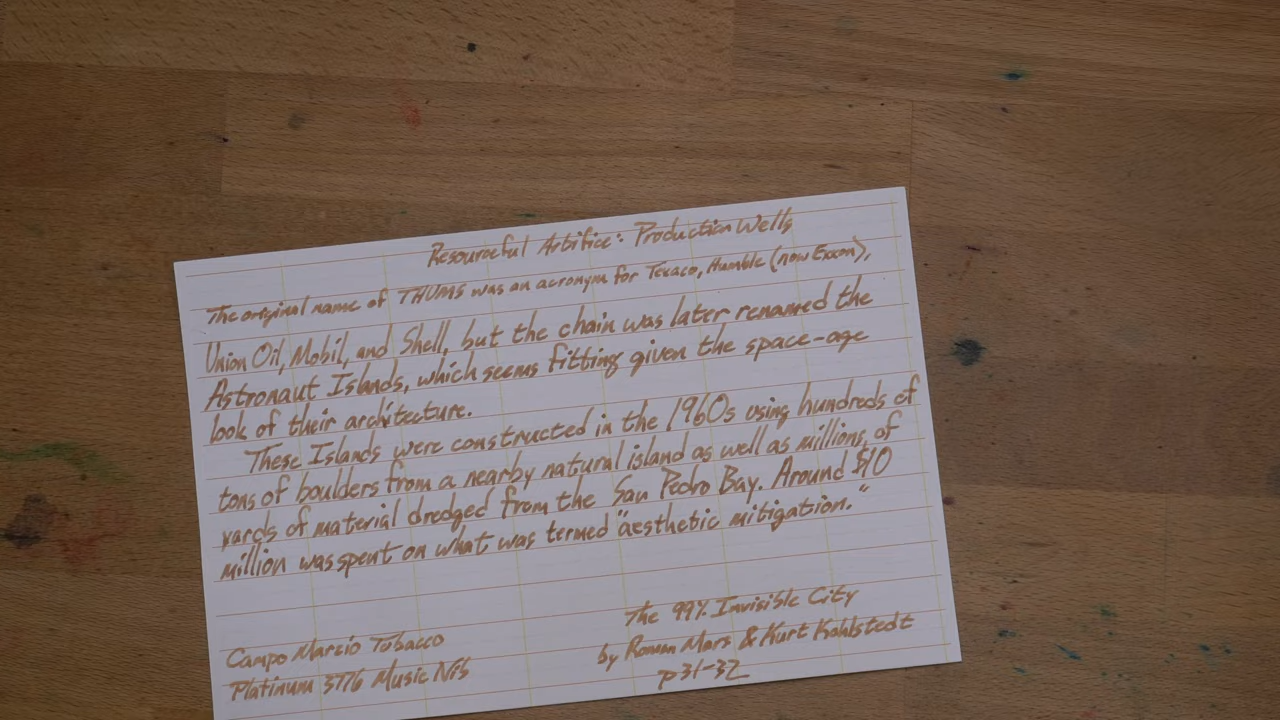 Resourceful Artifice: Production Wells
The original name of THUMS was an acronym for Texaco, Humble (now Exxon),
Union Oil, Mobil, and Shell, but the chain was later renamed the
Astronaut Islands, which seems fitting given the space-age
look of their architecture.
These Islands were constructed in the 1960s using hundreds of
tons of boulders from a nearby natural island as well as millions of
yards of material dredged from the San Pedro Bay. Around $10
million was spent on what was termed "aesthetic mitigation."
The 99% Invisible City
by Roman Mars & Kurt Kohlstedt
p 31-32
Campo Marzio Tobacco
Platinum 3776 Music Nib